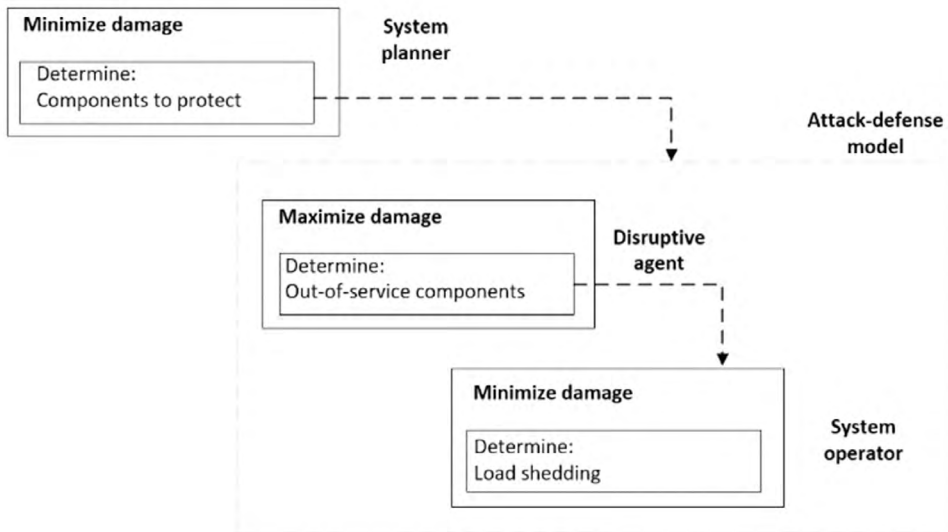 Minimize damage
Determine:
Components to protect
System
planner
Attack-defense
model
Maximize damage
Determine:
Out-of-service components
Disruptive
agent
Minimize damage
Determine:
Load shedding
System
operator